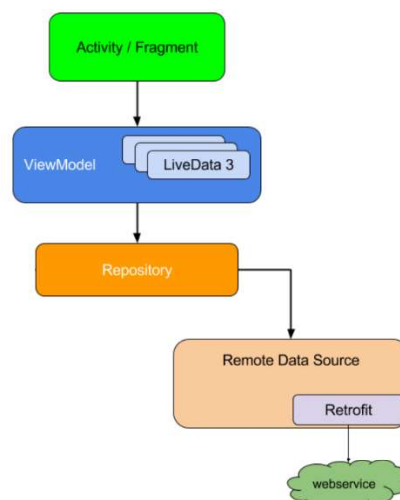 Activity / Fragment
ViewModel
LiveData 3
Repository
Remote Data Source
Retrofit
webservice